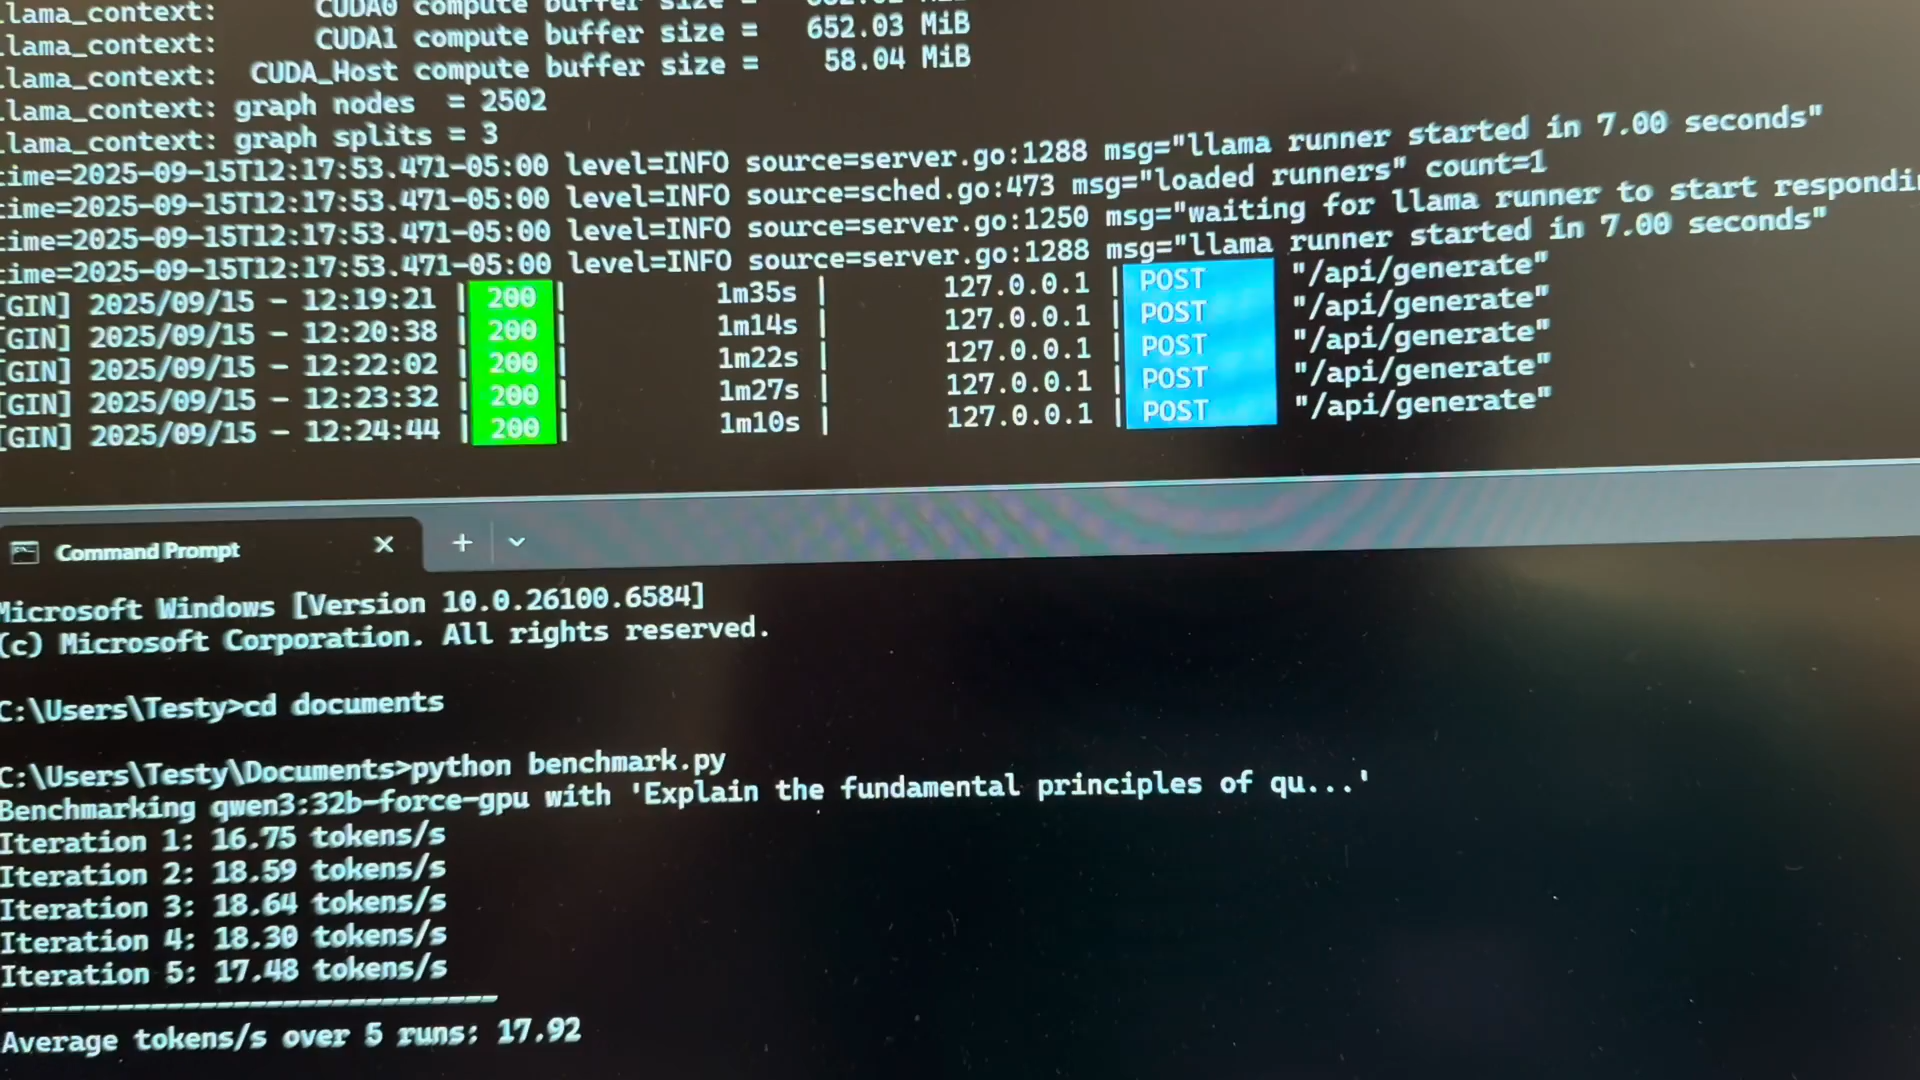 llama_context: CUDA0 compute buffer size =
llama_context: CUDA1 compute buffer size = 652.03 MiB
llama_context: CUDA_Host compute buffer size = 58.04 MiB
llama_context: graph nodes = 2502
llama_context: graph splits = 3
time=2025-09-15T12:17:53.471-05:00 level=INFO source=server.go:1288 msg="llama runner started in 7.00 seconds"
time=2025-09-15T12:17:53.471-05:00 level=INFO source=sched.go:473 msg="loaded runners" count=1
time=2025-09-15T12:17:53.471-05:00 level=INFO source=server.go:1250 msg="waiting for llama runner to start respondi
time=2025-09-15T12:17:53.471-05:00 level=INFO source=server.go:1288 msg="llama runner started in 7.00 seconds"
[GIN] 2025/09/15 - 12:19:21 | 200 | 1m35s | 127.0.0.1 | POST "/api/generate"
[GIN] 2025/09/15 - 12:20:38 | 200 | 1m14s | 127.0.0.1 | POST "/api/generate"
[GIN] 2025/09/15 - 12:22:02 | 200 | 1m22s | 127.0.0.1 | POST "/api/generate"
[GIN] 2025/09/15 - 12:23:32 | 200 | 1m27s | 127.0.0.1 | POST "/api/generate"
[GIN] 2025/09/15 - 12:24:44 | 200 | 1m10s | 127.0.0.1 | POST "/api/generate"
Command Prompt
Microsoft Windows [Version 10.0.26100.6584]
(c) Microsoft Corporation. All rights reserved.
C:\Users\Testy>cd documents
C:\Users\Testy\Documents>python benchmark.py
Benchmarking qwen3:32b-force-gpu with 'Explain the fundamental principles of qu...'
Iteration 1: 16.75 tokens/s
Iteration 2: 18.59 tokens/s
Iteration 3: 18.64 tokens/s
Iteration 4: 18.30 tokens/s
Iteration 5: 17.48 tokens/s
------------------------------
Average tokens/s over 5 runs: 17.92